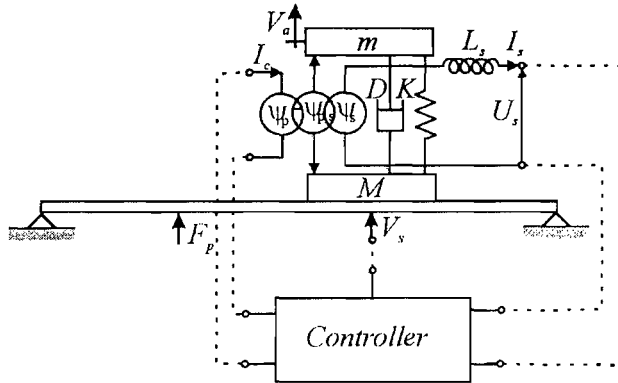 V_a
m
I_c
L_s
I_s
D
K
Ψ_p
Ψ_ps
Ψ_s
U_s
M
F_p
V_s
Controller